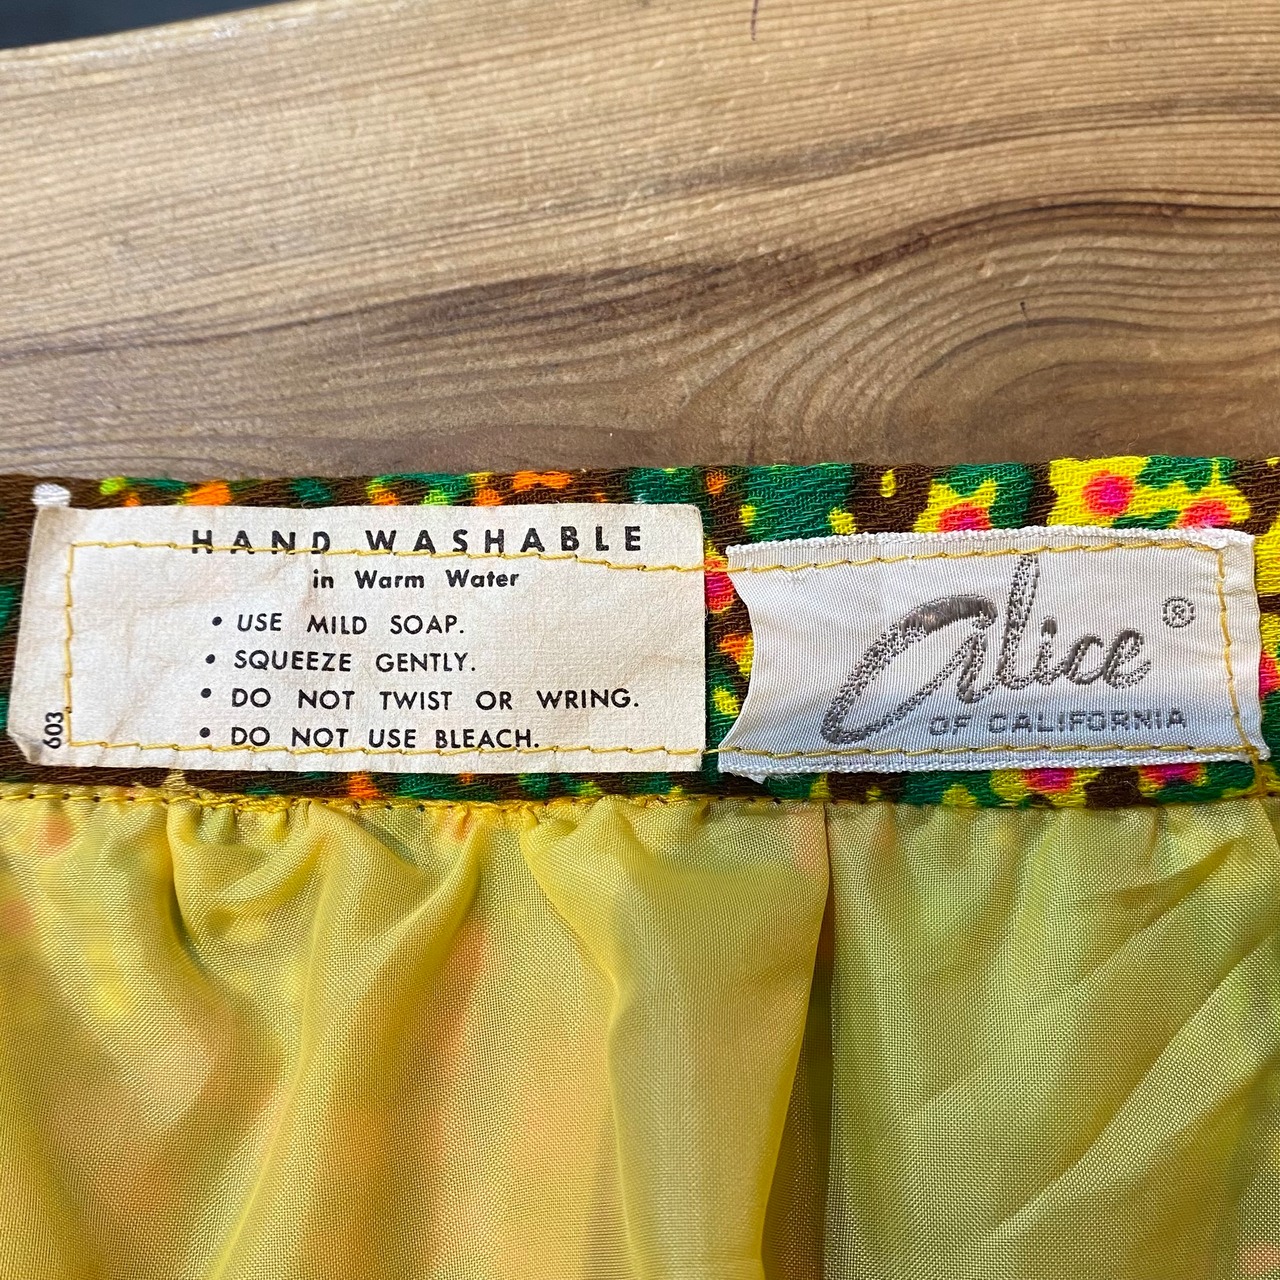 HAND WASHABLE
in Warm Water
• USE MILD SOAP.
• SQUEEZE GENTLY.
• DO NOT TWIST OR WRING.
• DO NOT USE BLEACH.
603
Alice ®
OF CALIFORNIA